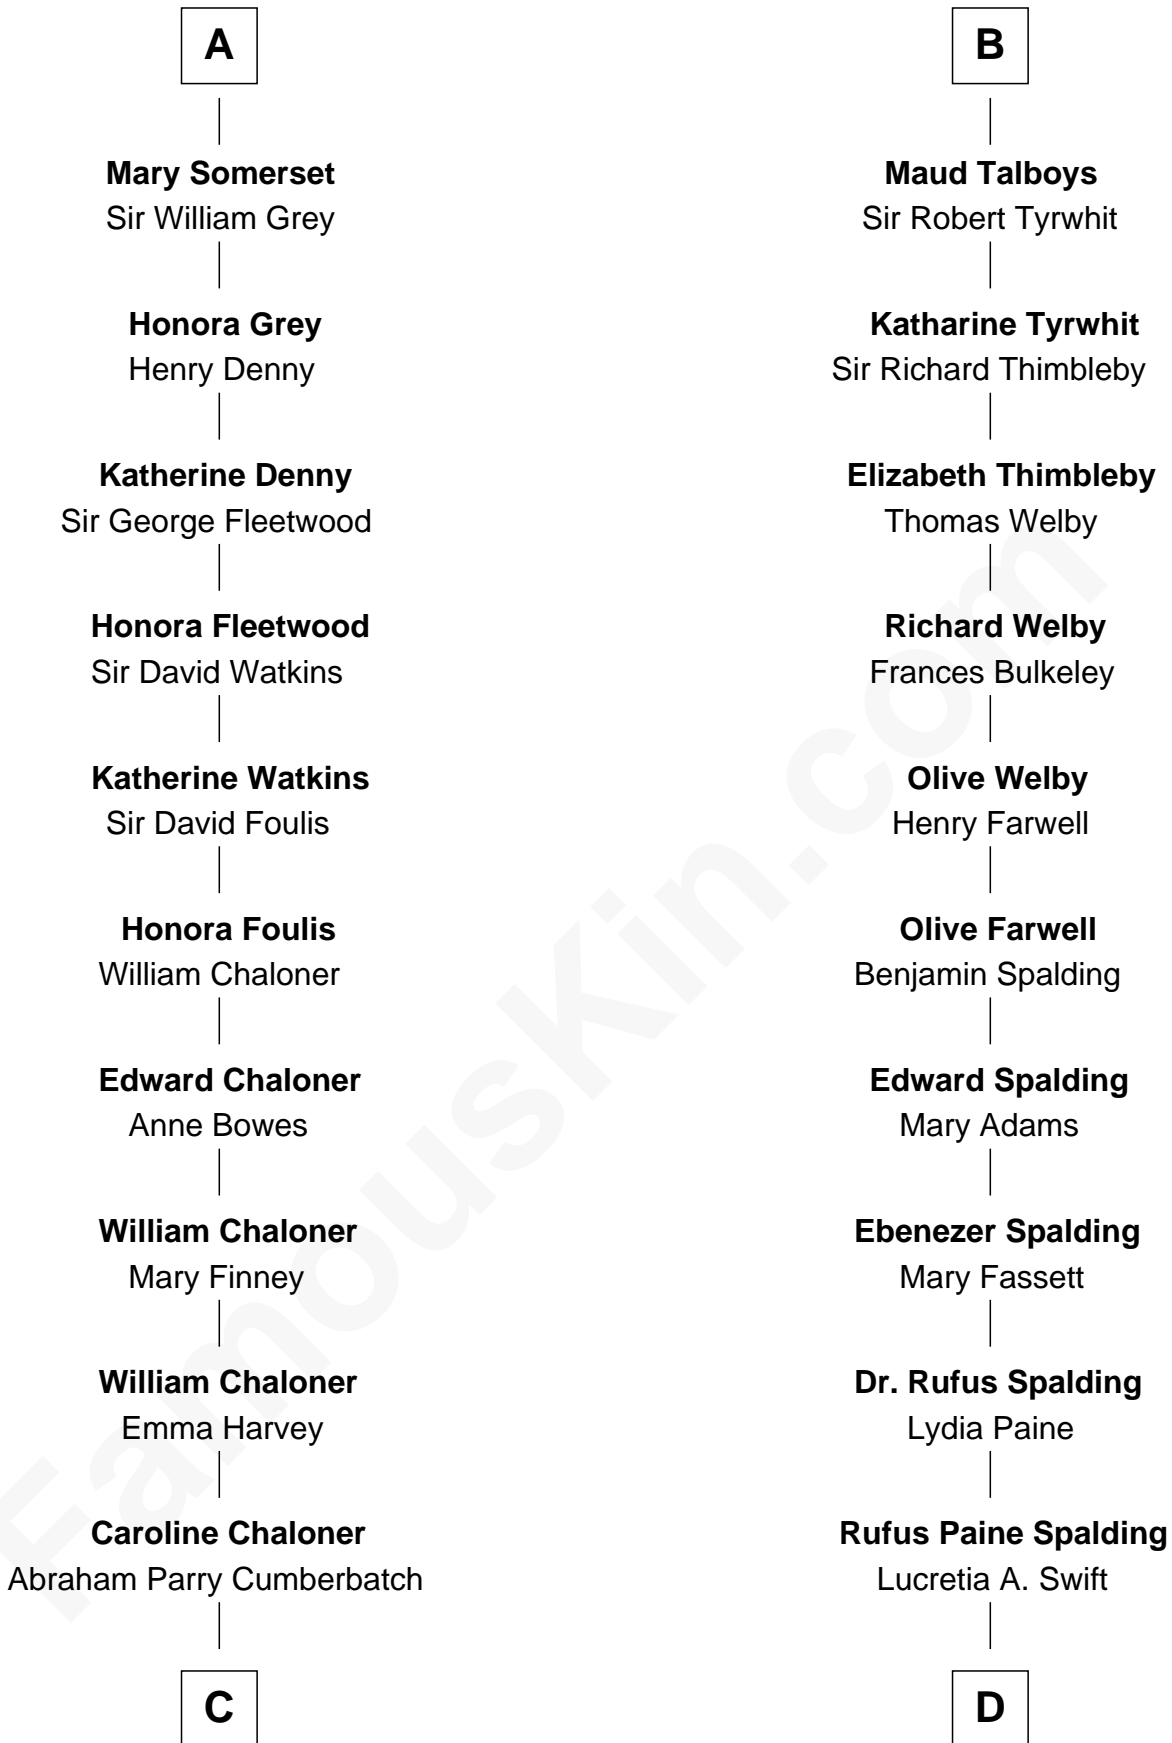 A
Mary Somerset
Sir William Grey
Honora Grey
Henry Denny
Katherine Denny
Sir George Fleetwood
Honora Fleetwood
Sir David Watkins
Katherine Watkins
Sir David Foulis
Honora Foulis
William Chaloner
Edward Chaloner
Anne Bowes
William Chaloner
Mary Finney
William Chaloner
Emma Harvey
Caroline Chaloner
Abraham Parry Cumberbatch
C
B
Maud Talboys
Sir Robert Tyrwhit
Katharine Tyrwhit
Sir Richard Thimbleby
Elizabeth Thimbleby
Thomas Welby
Richard Welby
Frances Bulkeley
Olive Welby
Henry Farwell
Olive Farwell
Benjamin Spalding
Edward Spalding
Mary Adams
Ebenezer Spalding
Mary Fassett
Dr. Rufus Spalding
Lydia Paine
Rufus Paine Spalding
Lucretia A. Swift
D
FamousKin.com